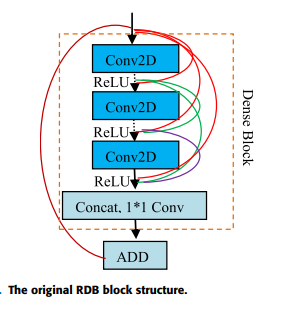 Conv2D
ReLU
Conv2D
ReLU
Conv2D
ReLU
Concat, 1*1 Conv
Dense Block
ADD
. The original RDB block structure.